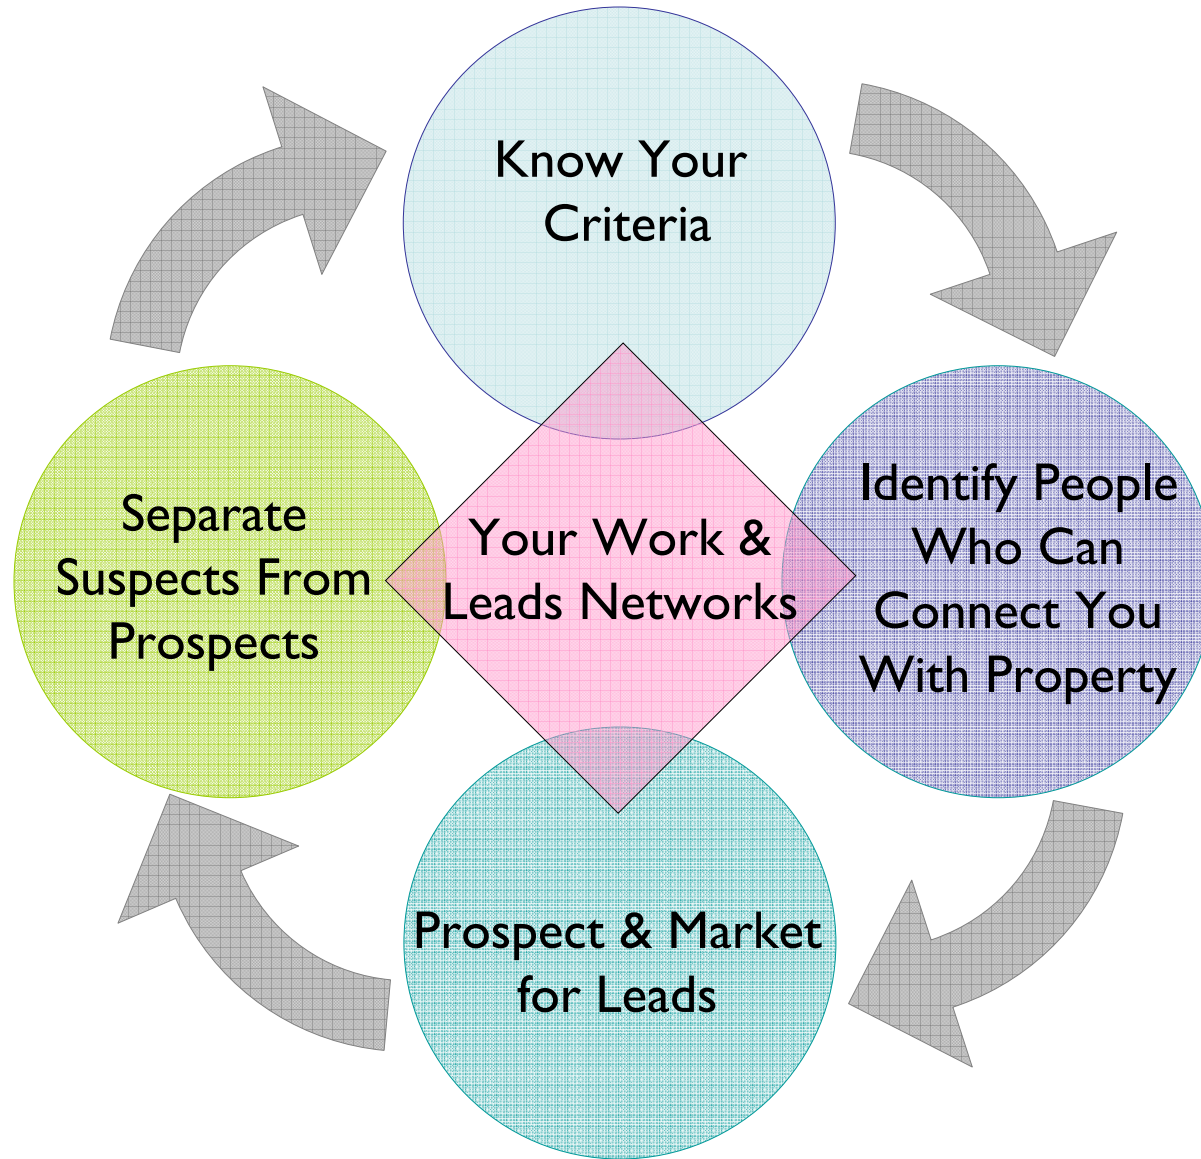 Know Your
Criteria
Identify People
Who Can
Connect You
With Property
Prospect & Market
for Leads
Separate
Suspects From
Prospects
Your Work &
Leads Networks